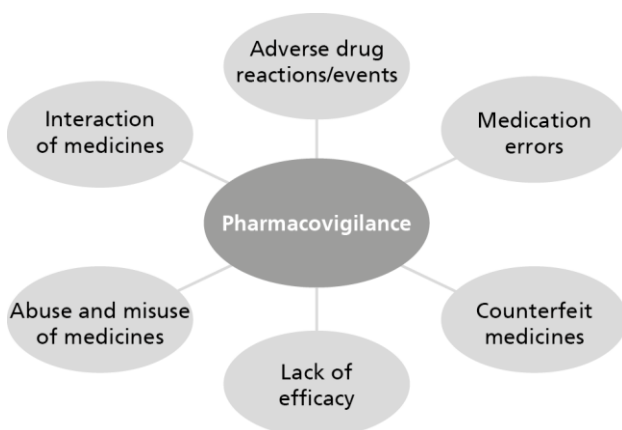 Adverse drug
reactions/events
Interaction
of medicines
Medication
errors
Pharmacovigilance
Abuse and misuse
of medicines
Counterfeit
medicines
Lack of
efficacy